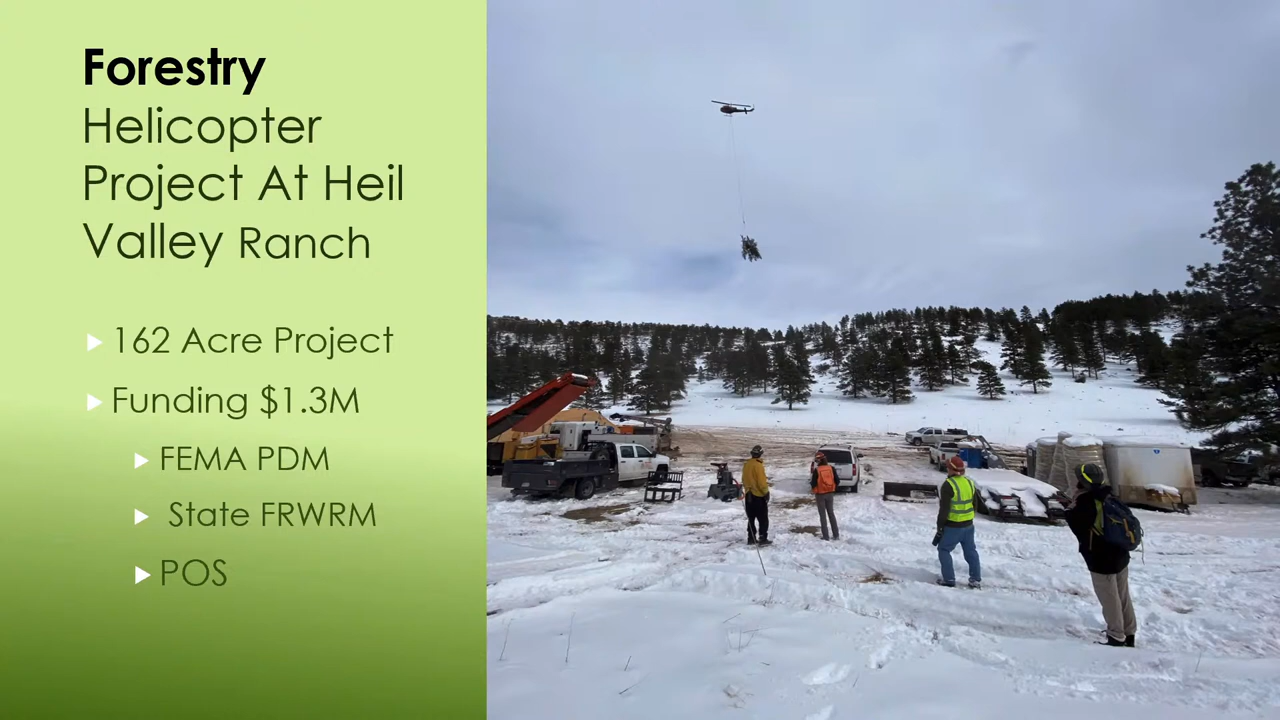 Forestry
Helicopter
Project At Heil
Valley Ranch
162 Acre Project
Funding $1.3M
FEMA PDM
State FRWRM
POS